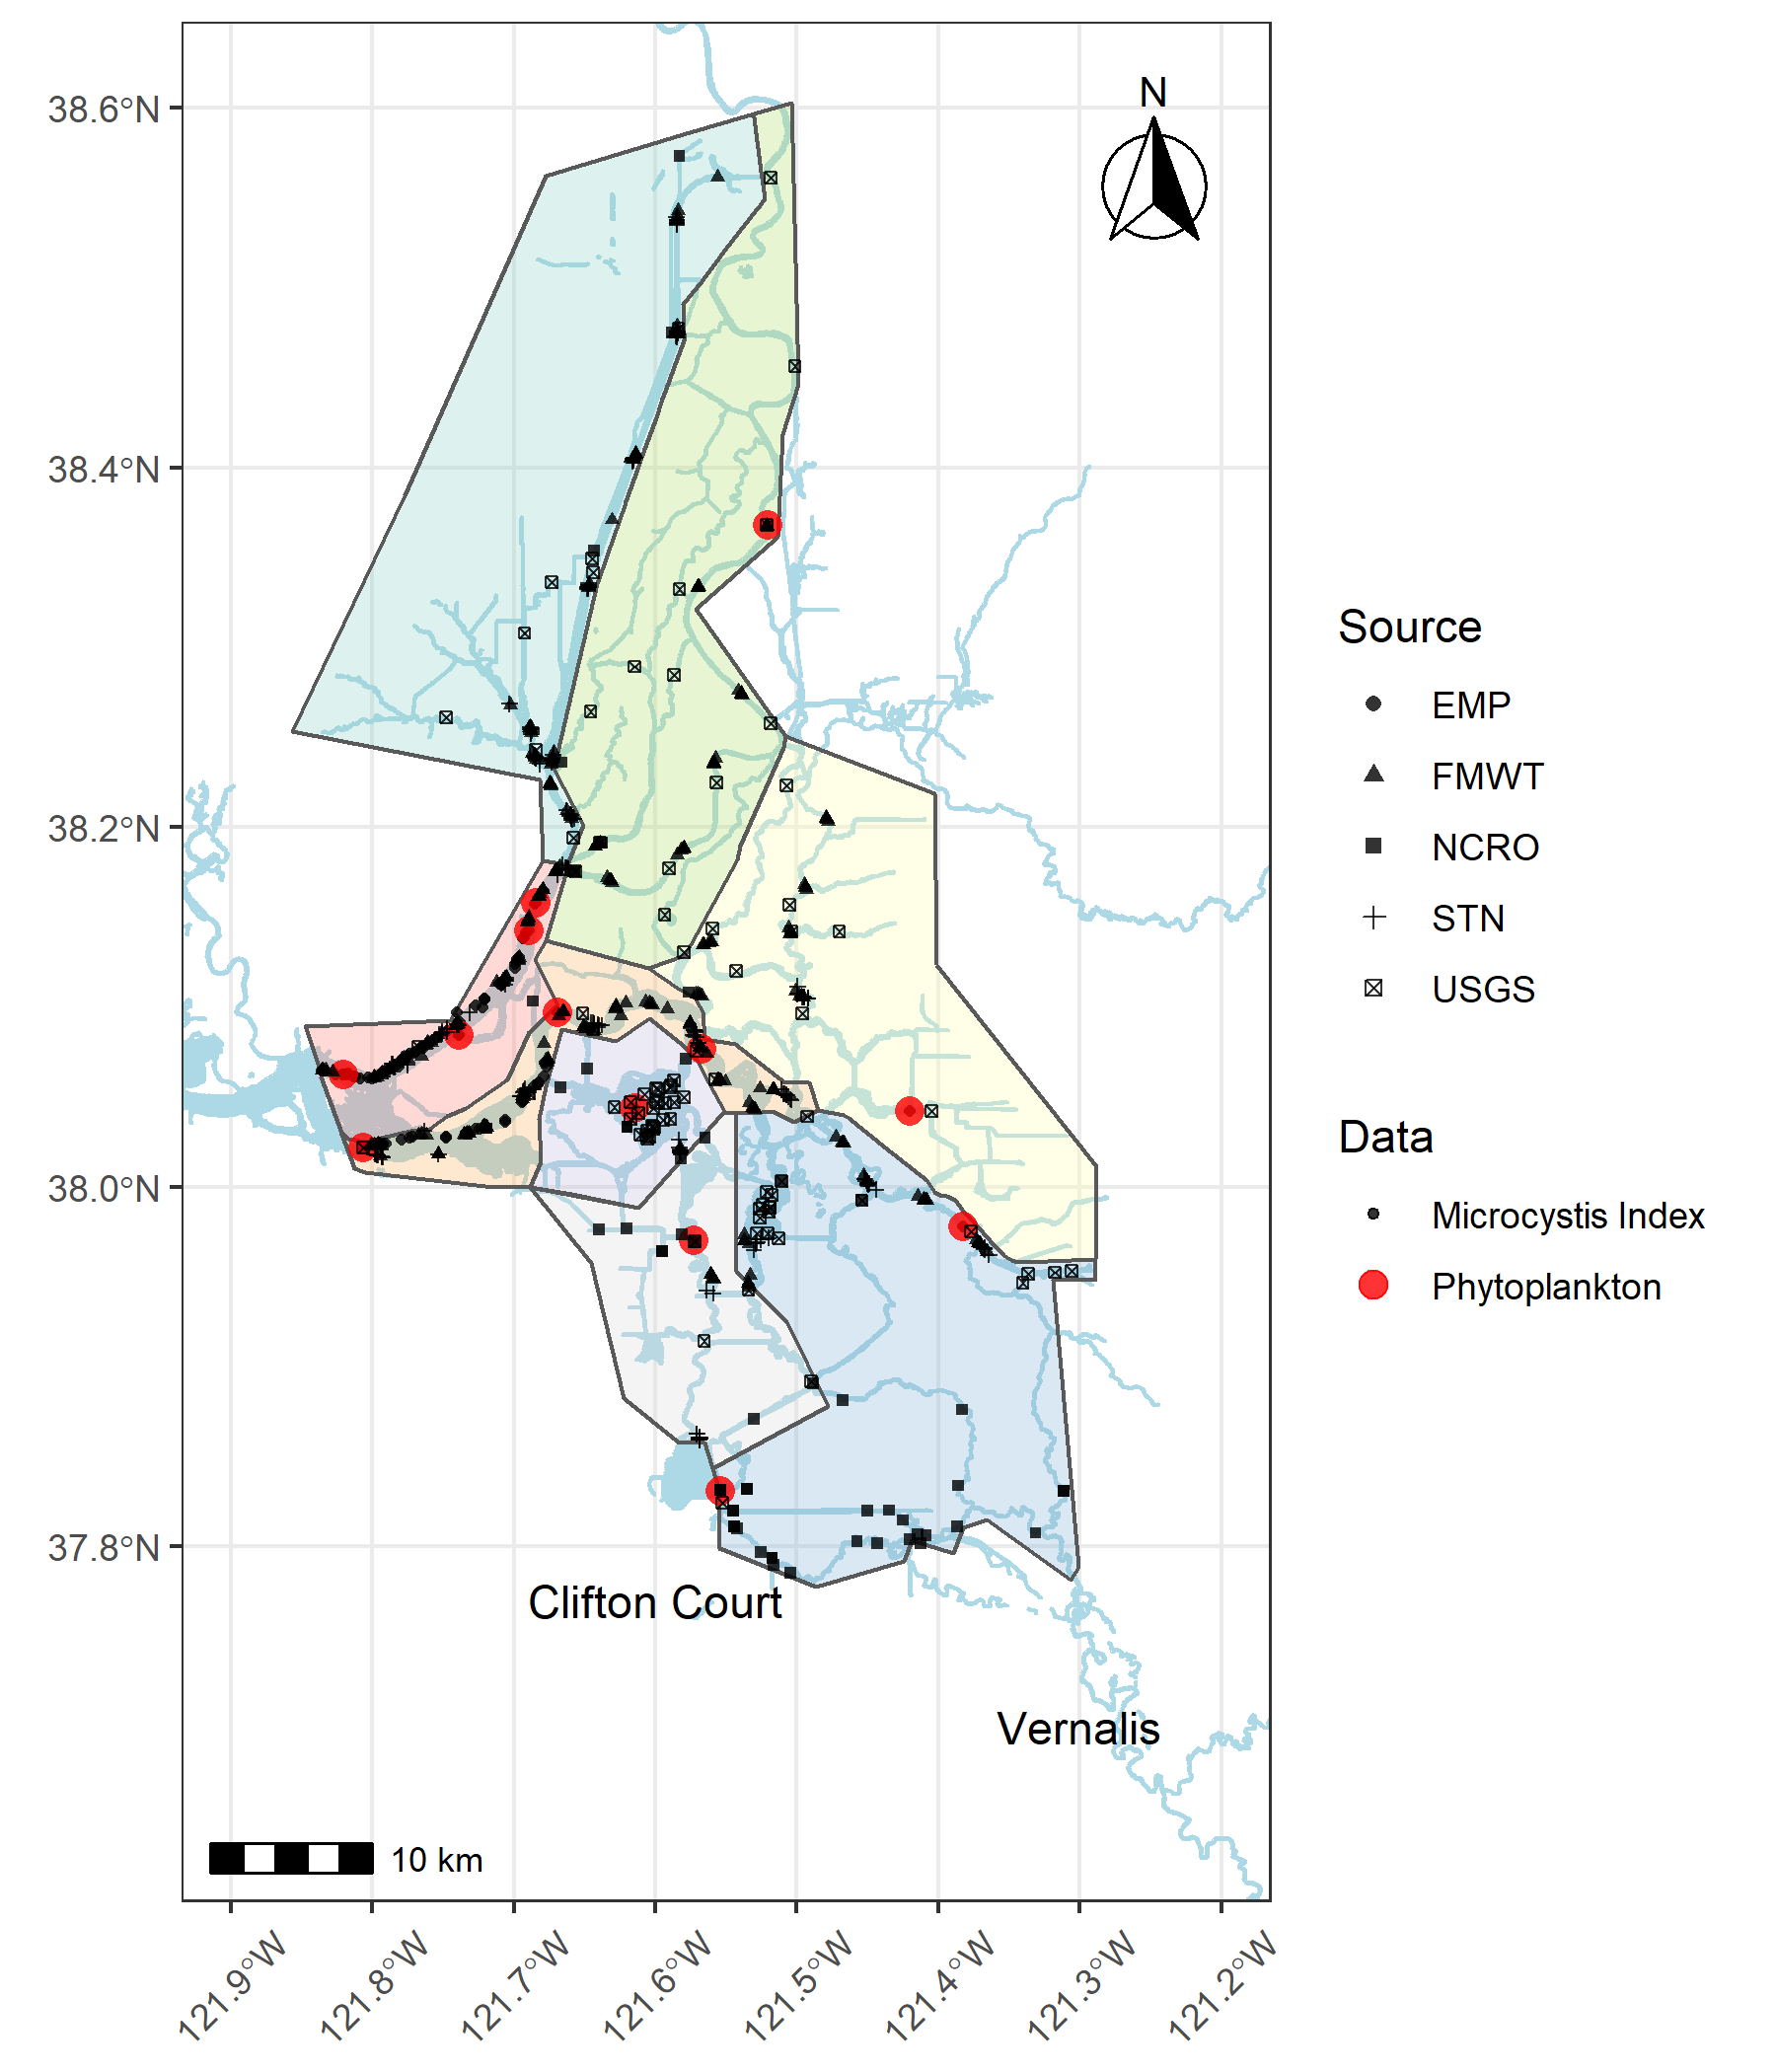 N
38.6°N
38.4°N
38.2°N
38.0°N
37.8°N
Clifton Court
Vernalis
10 km
121.9°W
121.8°W
121.7°W
121.6°W
121.5°W
121.4°W
121.3°W
121.2°W
Source
EMP
FMWT
NCRO
STN
USGS
Data
Microcystis Index
Phytoplankton